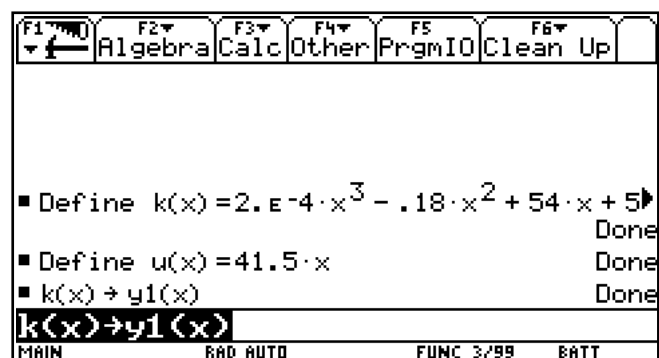 F1 F2 F3 F4 F5 F6
Algebra Calc Other PrgmIO Clean Up
▪ Define k(x) = 2.ᴇ⁻4·x³ − .18·x² + 54·x + 5▶
Done
▪ Define u(x) = 41.5·x Done
▪ k(x) → y1(x) Done
k(x)→y1(x)
MAIN RAD AUTO FUNC 3/99 BATT